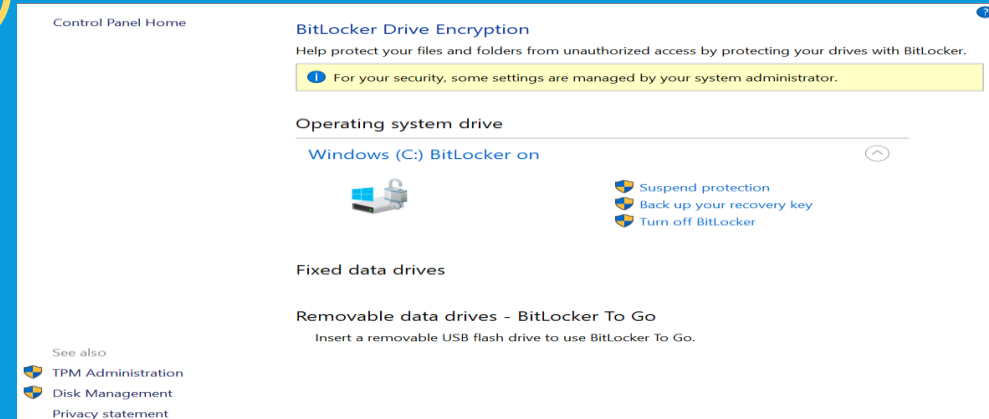 Control Panel Home
BitLocker Drive Encryption
Help protect your files and folders from unauthorized access by protecting your drives with BitLocker.
For your security, some settings are managed by your system administrator.
Operating system drive
Windows (C:) BitLocker on
Suspend protection
Back up your recovery key
Turn off BitLocker
Fixed data drives
Removable data drives - BitLocker To Go
Insert a removable USB flash drive to use BitLocker To Go.
See also
TPM Administration
Disk Management
Privacy statement